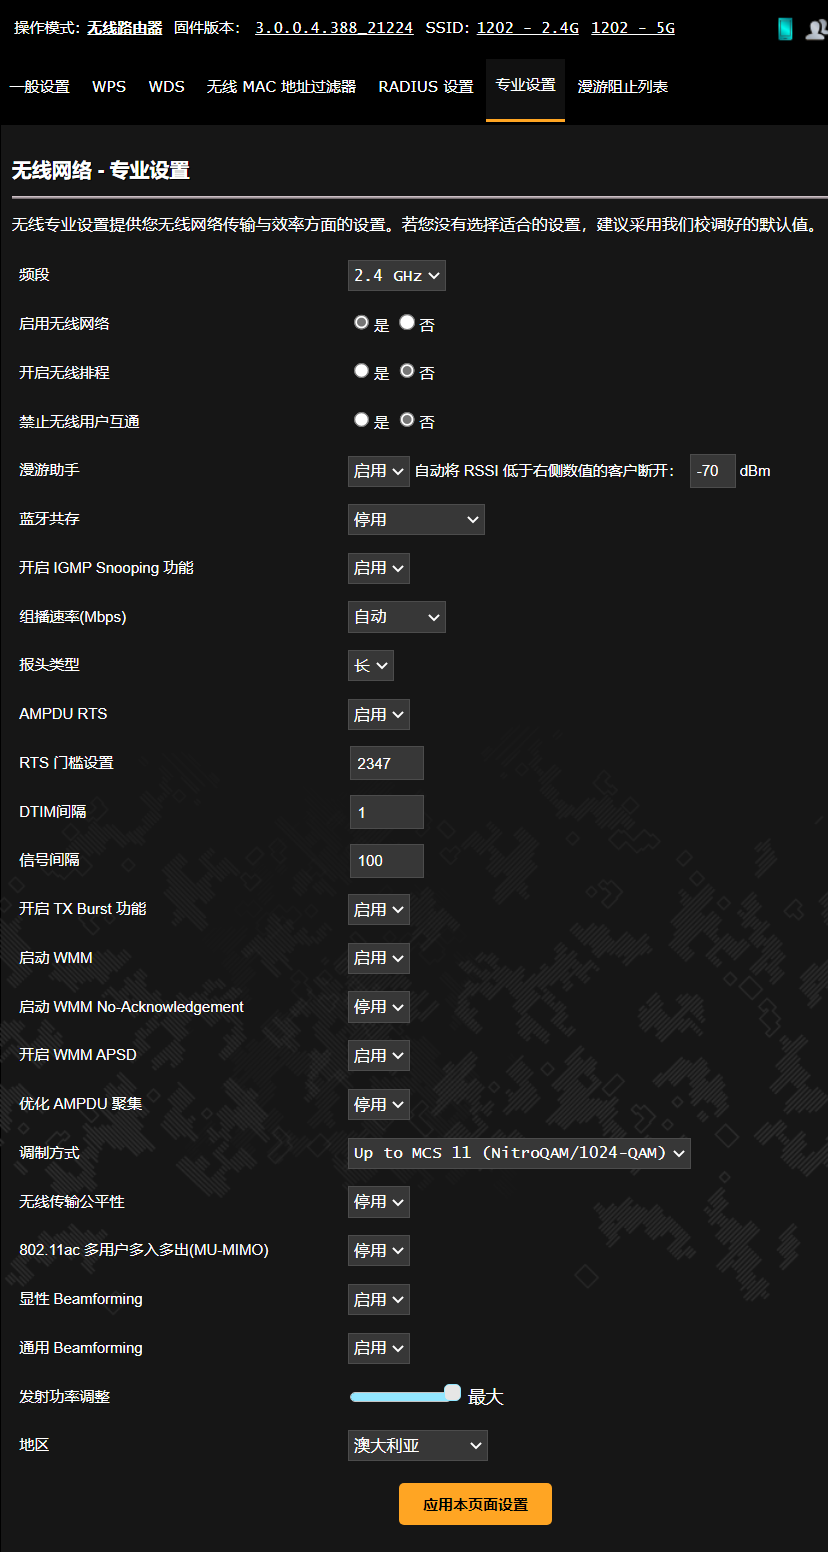 操作模式: 无线路由器 固件版本: 3.0.0.4.388_21224 SSID: 1202 - 2.4G 1202 - 5G
一般设置 WPS WDS 无线 MAC 地址过滤器 RADIUS 设置 专业设置 漫游阻止列表
无线网络 - 专业设置
无线专业设置提供您无线网络传输与效率方面的设置。若您没有选择适合的设置，建议采用我们校调好的默认值。
频段 2.4 GHz
启用无线网络 是 否
开启无线排程 是 否
禁止无线用户互通 是 否
漫游助手 启用 自动将 RSSI 低于右侧数值的客户断开： -70 dBm
蓝牙共存 停用
开启 IGMP Snooping 功能 启用
组播速率(Mbps) 自动
报头类型 长
AMPDU RTS 启用
RTS 门槛设置 2347
DTIM间隔 1
信号间隔 100
开启 TX Burst 功能 启用
启动 WMM 启用
启动 WMM No-Acknowledgement 停用
开启 WMM APSD 启用
优化 AMPDU 聚集 停用
调制方式 Up to MCS 11 (NitroQAM/1024-QAM)
无线传输公平性 停用
802.11ac 多用户多入多出(MU-MIMO) 停用
显性 Beamforming 启用
通用 Beamforming 启用
发射功率调整 最大
地区 澳大利亚
应用本页面设置